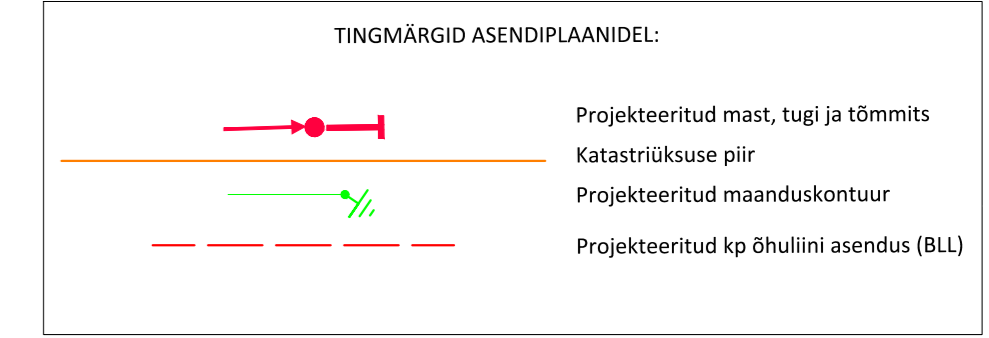 TINGMÄRGID ASENDIPLAANIDEL:
Projekteeritud mast, tugi ja tõmmits
Katastriüksuse piir
Projekteeritud maanduskontuur
Projekteeritud kp õhuliini asendus (BLL)